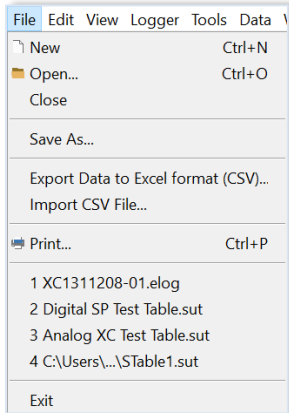 File Edit View Logger Tools Data
New Ctrl+N
Open... Ctrl+O
Close
Save As...
Export Data to Excel format (CSV)...
Import CSV File...
Print... Ctrl+P
1 XC1311208-01.elog
2 Digital SP Test Table.sut
3 Analog XC Test Table.sut
4 C:\Users\...\STable1.sut
Exit